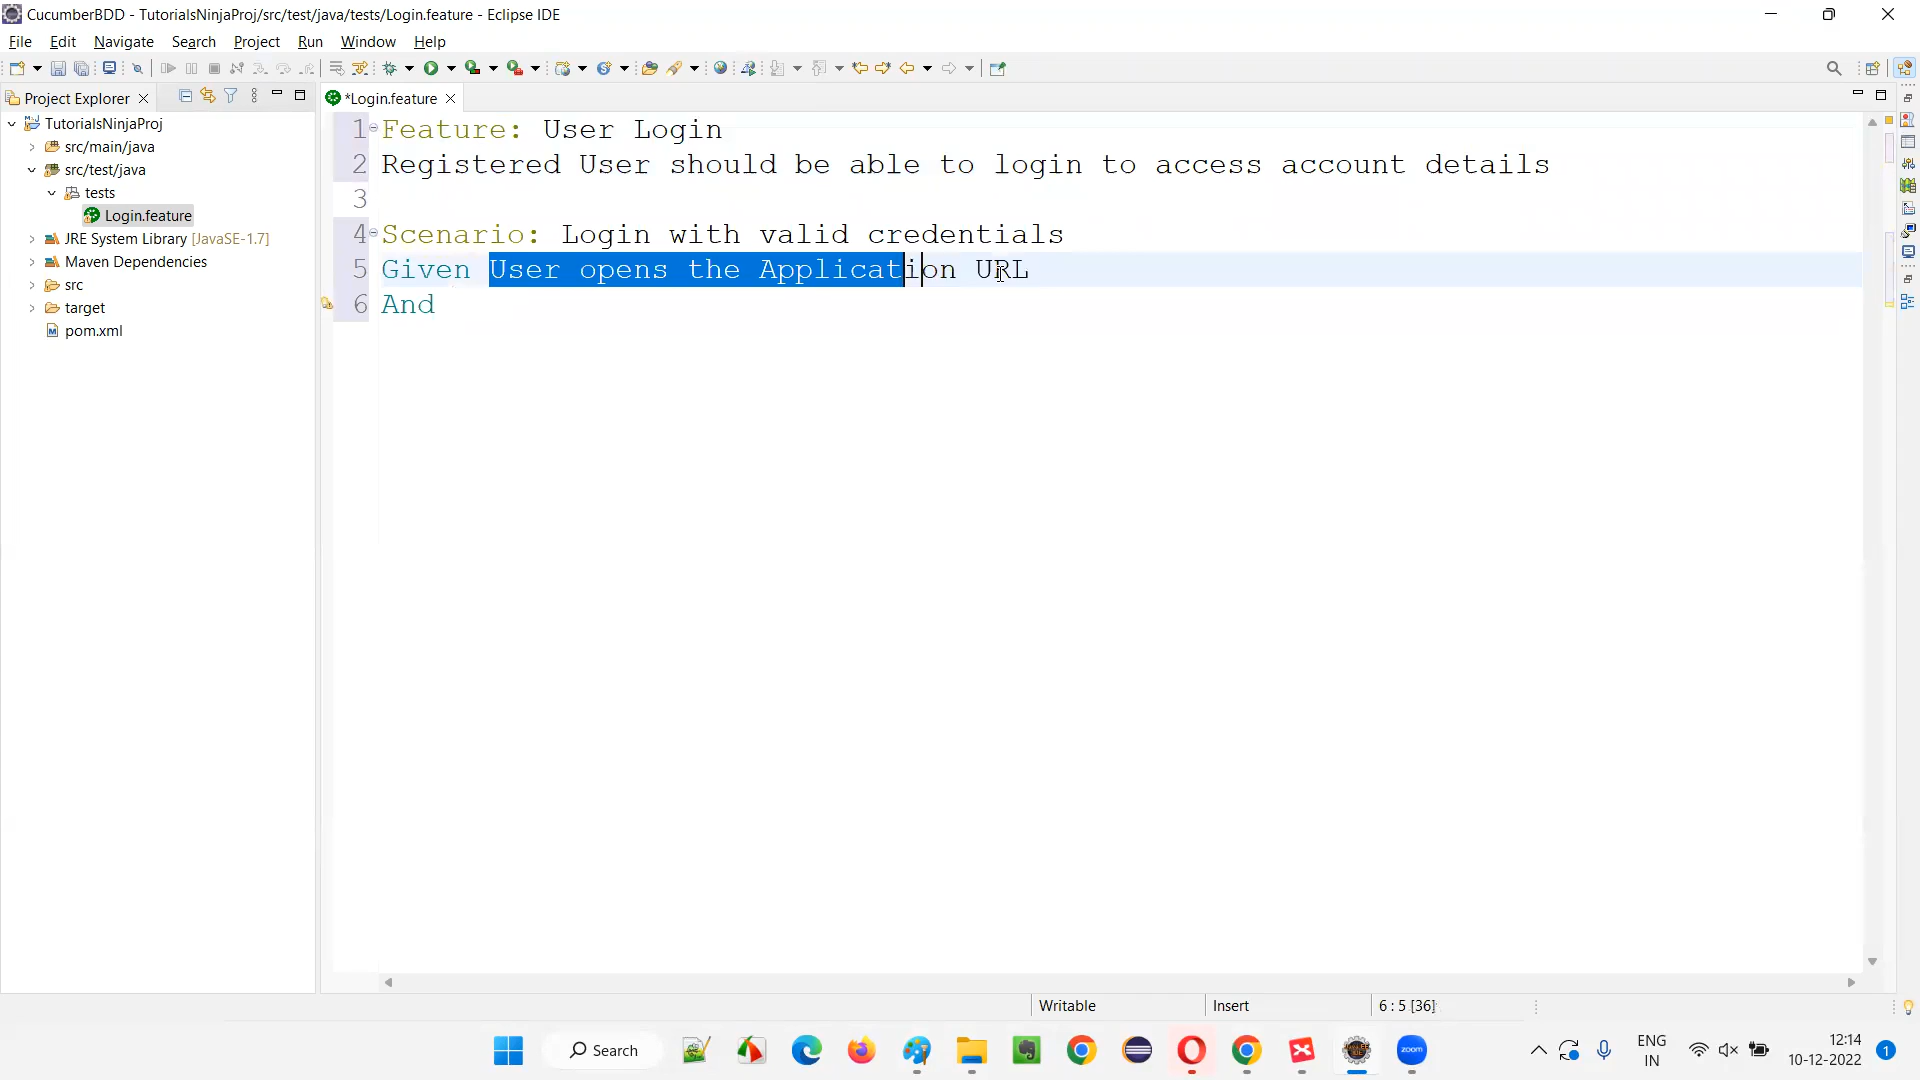 CucumberBDD - TutorialsNinjaProj/src/test/java/tests/Login.feature - Eclipse IDE
File Edit Navigate Search Project Run Window Help
Project Explorer
*Login.feature
TutorialsNinjaProj
src/main/java
src/test/java
tests
Login.feature
JRE System Library [JavaSE-1.7]
Maven Dependencies
src
target
pom.xml
1 Feature: User Login
2 Registered User should be able to login to access account details
3
4 Scenario: Login with valid credentials
5 Given User opens the Application URL
6 And
Writable Insert 6 : 5 [36]
Search
zoom
ENG
IN
12:14
10-12-2022
1